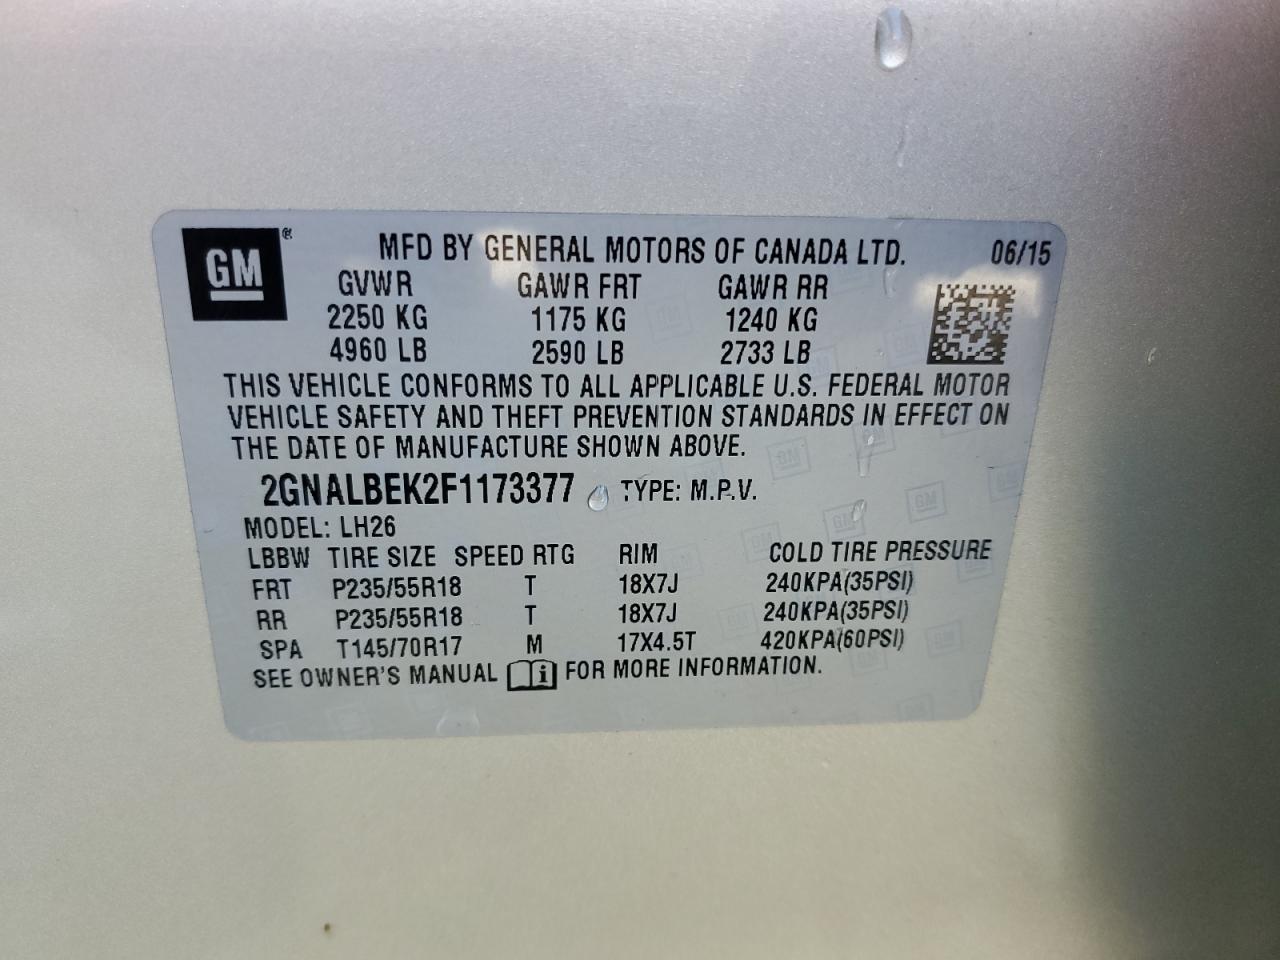 GM ®
MFD BY GENERAL MOTORS OF CANADA LTD. 06/15
GVWR GAWR FRT GAWR RR
2250 KG 1175 KG 1240 KG
4960 LB 2590 LB 2733 LB
THIS VEHICLE CONFORMS TO ALL APPLICABLE U.S. FEDERAL MOTOR
VEHICLE SAFETY AND THEFT PREVENTION STANDARDS IN EFFECT ON
THE DATE OF MANUFACTURE SHOWN ABOVE.
2GNALBEK2F1173377 TYPE: M.P.V.
MODEL: LH26
LBBW TIRE SIZE SPEED RTG RIM COLD TIRE PRESSURE
FRT P235/55R18 T 18X7J 240KPA(35PSI)
RR P235/55R18 T 18X7J 240KPA(35PSI)
SPA T145/70R17 M 17X4.5T 420KPA(60PSI)
SEE OWNER'S MANUAL i FOR MORE INFORMATION.